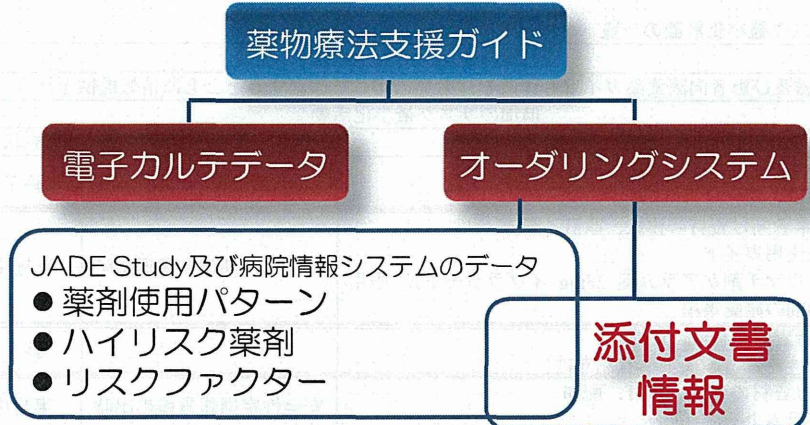 薬物療法支援ガイド
電子カルテデータ
オーダリングシステム
JADE Study及び病院情報システムのデータ
● 薬剤使用パターン
● ハイリスク薬剤
● リスクファクター
添付文書
情報